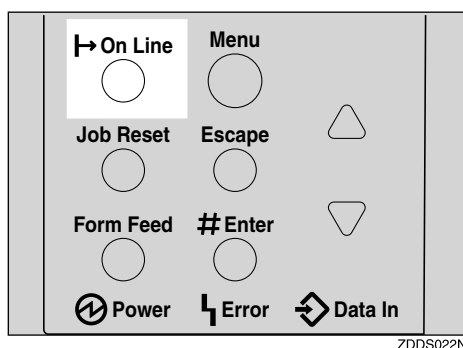 On Line Menu
Job Reset Escape
Form Feed # Enter
Power Error Data In
ZDDS022N